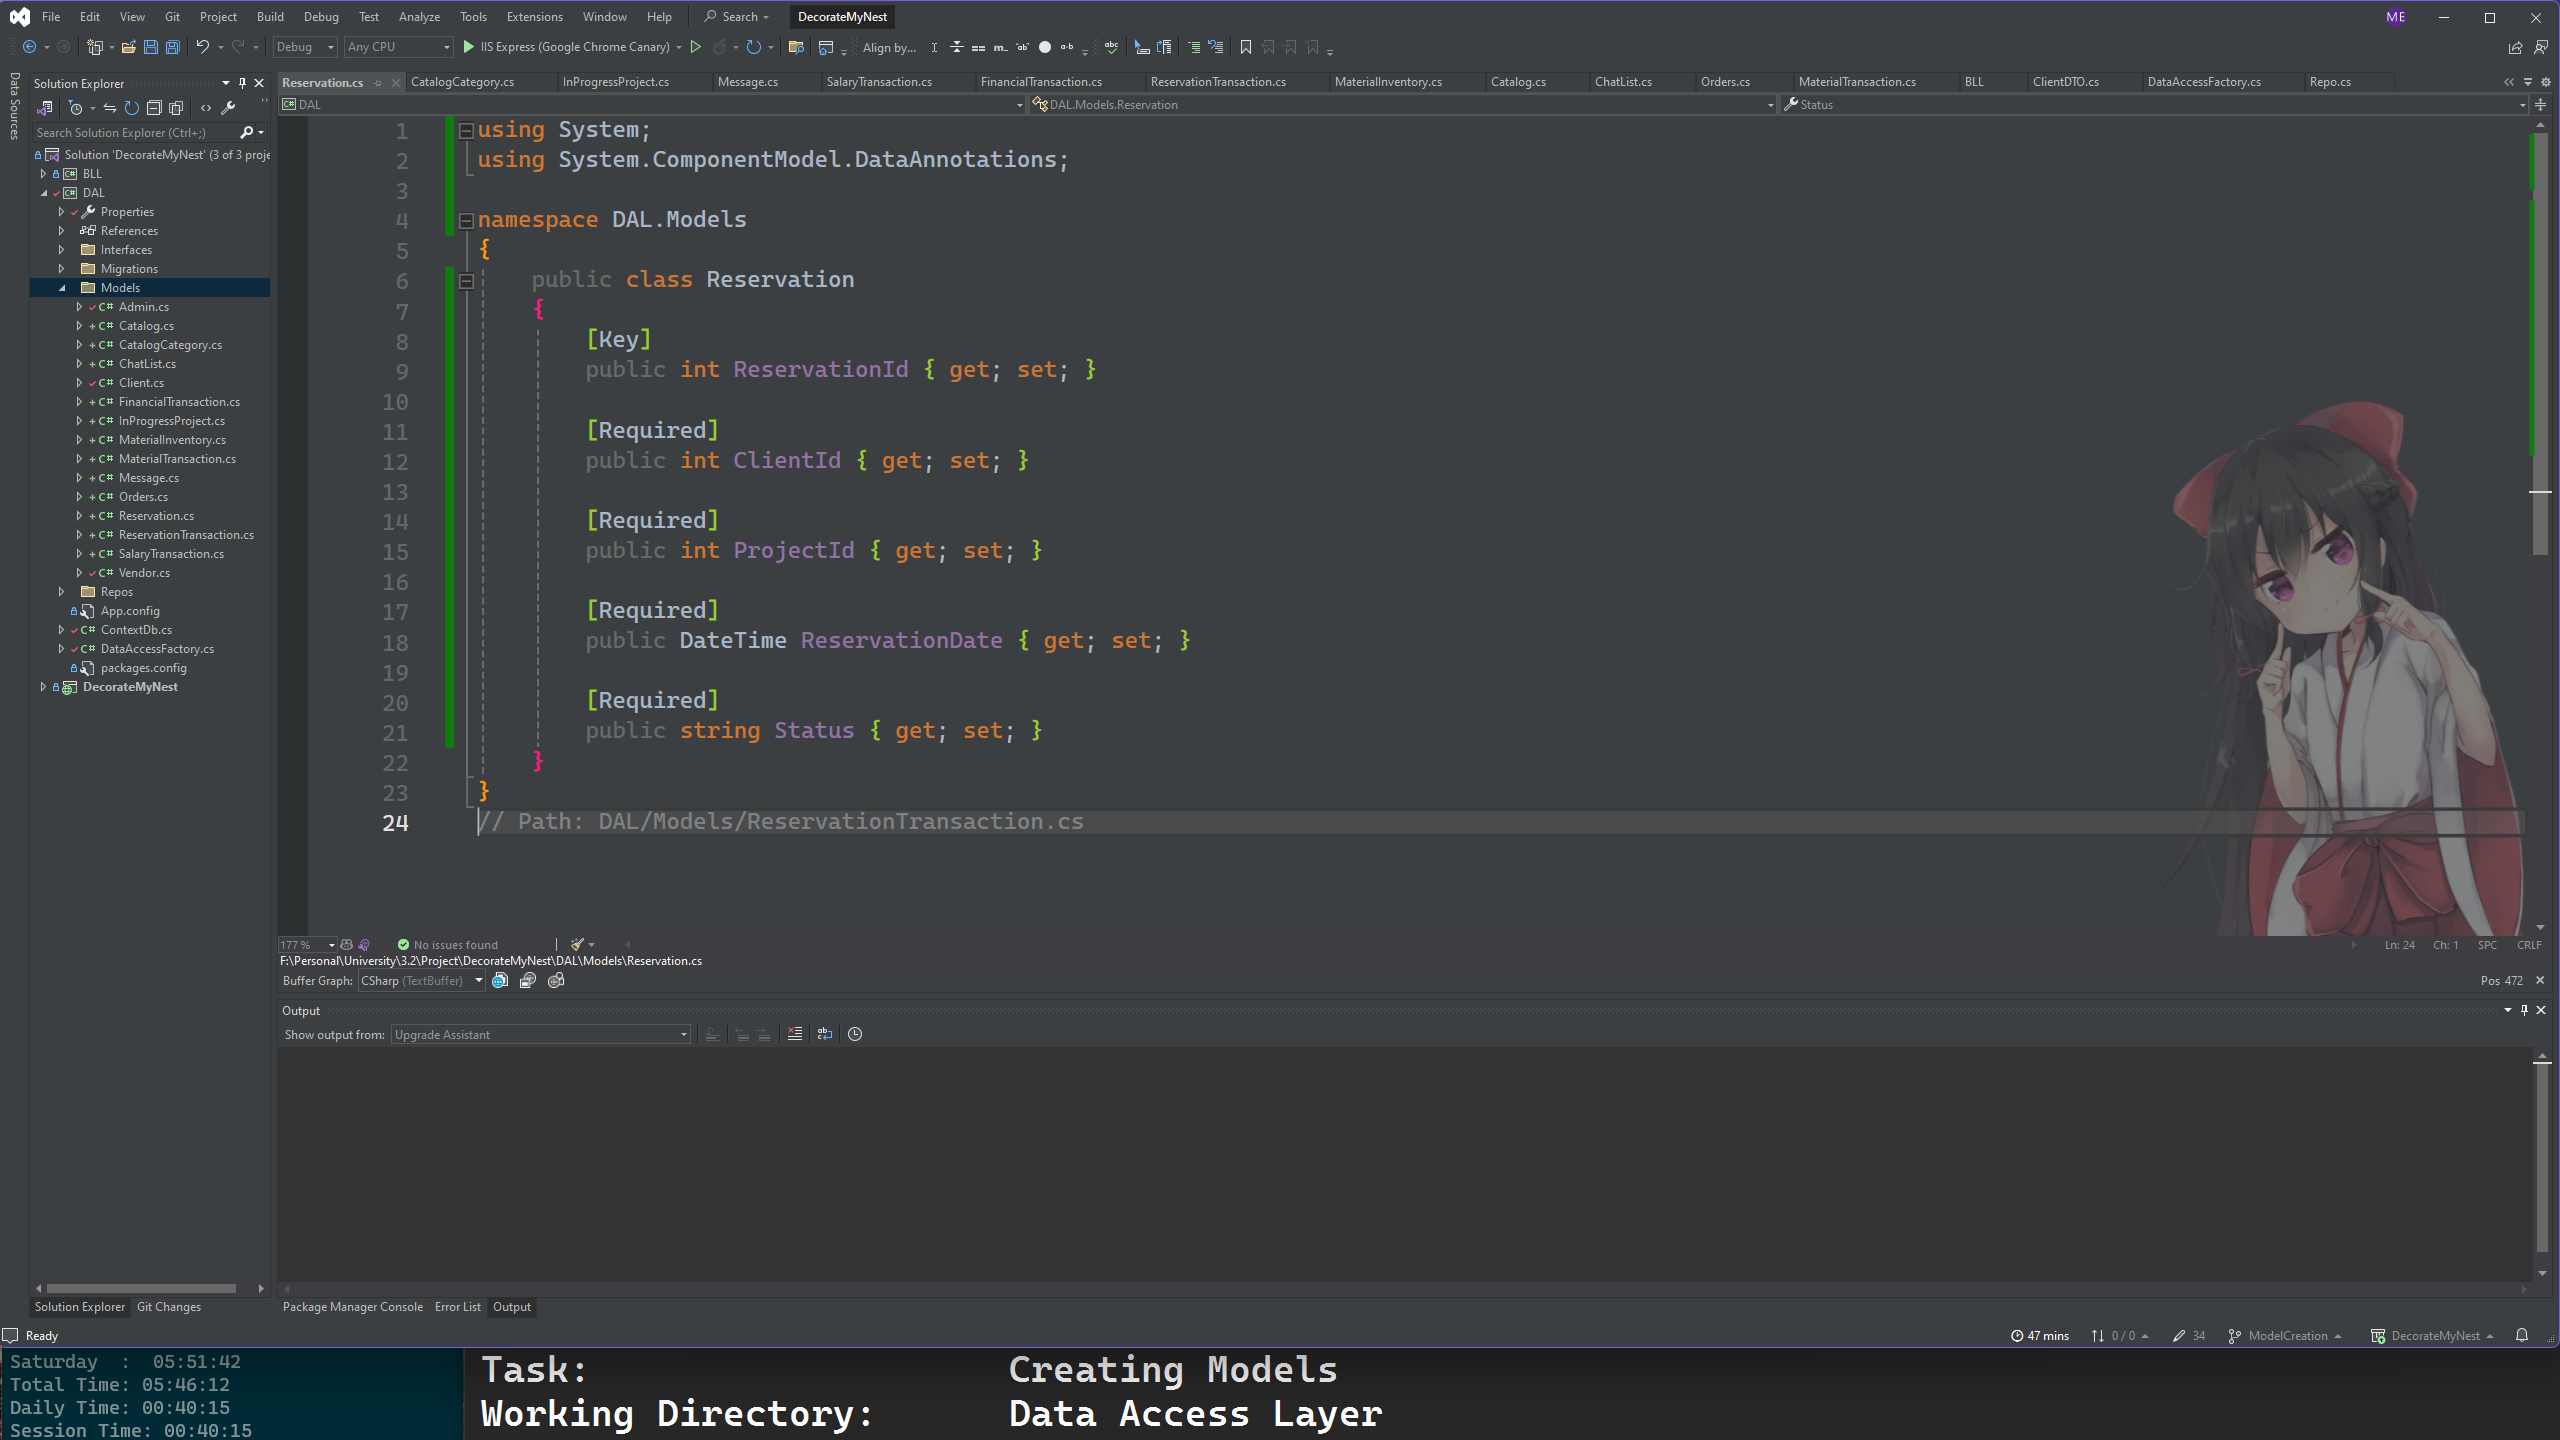 File Edit View Git Project Build Debug Test Analyze Tools Extensions Window Help Search DecorateMyNest ME
Debug Any CPU IIS Express (Google Chrome Canary) Align by...
Data Sources
Solution Explorer
Search Solution Explorer (Ctrl+;)
Solution 'DecorateMyNest' (3 of 3 proje
BLL
DAL
Properties
References
Interfaces
Migrations
Models
C# Admin.cs
C# Catalog.cs
C# CatalogCategory.cs
C# ChatList.cs
C# Client.cs
C# FinancialTransaction.cs
C# InProgressProject.cs
C# MaterialInventory.cs
C# MaterialTransaction.cs
C# Message.cs
C# Orders.cs
C# Reservation.cs
C# ReservationTransaction.cs
C# SalaryTransaction.cs
C# Vendor.cs
Repos
App.config
C# ContextDb.cs
C# DataAccessFactory.cs
packages.config
DecorateMyNest
Solution Explorer Git Changes
Reservation.cs CatalogCategory.cs InProgressProject.cs Message.cs SalaryTransaction.cs FinancialTransaction.cs ReservationTransaction.cs MaterialInventory.cs Catalog.cs ChatList.cs Orders.cs MaterialTransaction.cs BLL ClientDTO.cs DataAccessFactory.cs Repo.cs
DAL DAL.Models.Reservation Status
1 using System;
2 using System.ComponentModel.DataAnnotations;
3
4 namespace DAL.Models
5 {
6 public class Reservation
7 {
8 [Key]
9 public int ReservationId { get; set; }
10
11 [Required]
12 public int ClientId { get; set; }
13
14 [Required]
15 public int ProjectId { get; set; }
16
17 [Required]
18 public DateTime ReservationDate { get; set; }
19
20 [Required]
21 public string Status { get; set; }
22 }
23 }
24 // Path: DAL/Models/ReservationTransaction.cs
177 % No issues found Ln: 24 Ch: 1 SPC CRLF
F:\Personal\University\3.2\Project\DecorateMyNest\DAL\Models\Reservation.cs
Buffer Graph: CSharp (TextBuffer) Pos 472
Output
Show output from: Upgrade Assistant
Package Manager Console Error List Output
Ready 47 mins 0 / 0 34 ModelCreation DecorateMyNest
Saturday : 05:51:42
Total Time: 05:46:12
Daily Time: 00:40:15
Session Time: 00:40:15
Task: Creating Models
Working Directory: Data Access Layer